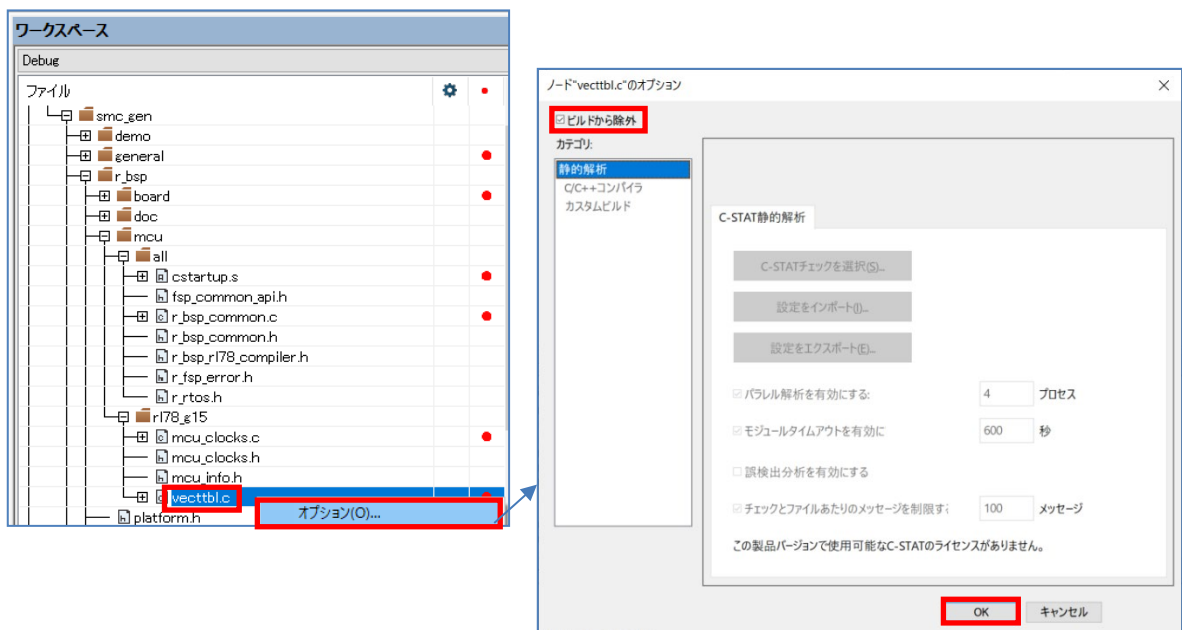 ワークスペース
Debug
ファイル
smc_gen
demo
general
r_bsp
board
doc
mcu
all
cstartup.s
fsp_common_api.h
r_bsp_common.c
r_bsp_common.h
r_bsp_rl78_compiler.h
r_fsp_error.h
r_rtos.h
rl78_g15
mcu_clocks.c
mcu_clocks.h
mcu_info.h
vecttbl.c
オプション(O)...
platform.h
ノード"vecttbl.c"のオプション
ビルドから除外
カテゴリ:
静的解析
C/C++コンパイラ
カスタムビルド
C-STAT静的解析
C-STATチェックを選択(S)...
設定をインポート(I)...
設定をエクスポート(E)...
パラレル解析を有効にする: 4 プロセス
モジュールタイムアウトを有効に 600 秒
誤検出分析を有効にする
チェックとファイルあたりのメッセージを制限す 100 メッセージ
この製品バージョンで使用可能なC-STATのライセンスがありません。
OK キャンセル